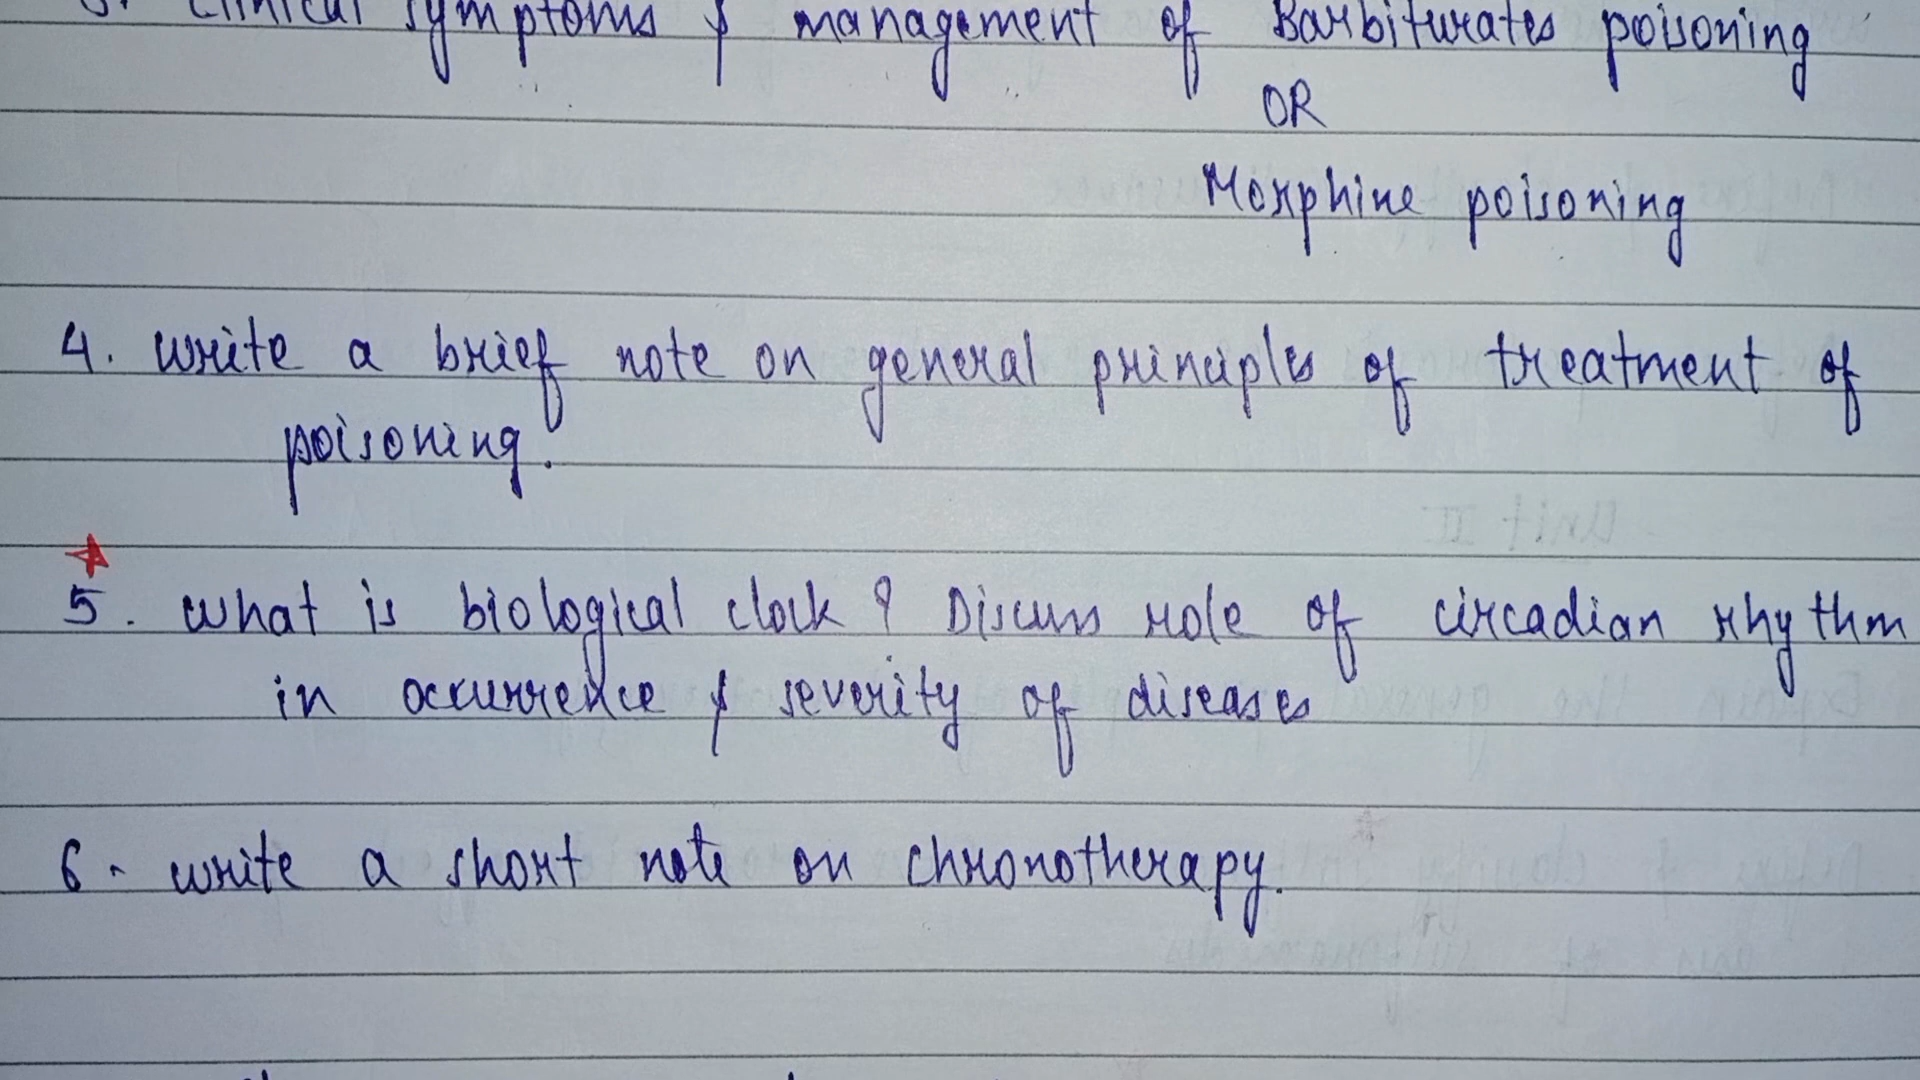 3. Clinical symptoms & management of Barbiturates poisoning
OR
Morphine poisoning
4. write a brief note on general principles of treatment of
poisoning.
5. what is biological clock ? Discuss role of circadian rhythm
in occurrence & severity of diseases
6. write a short note on chronotherapy.